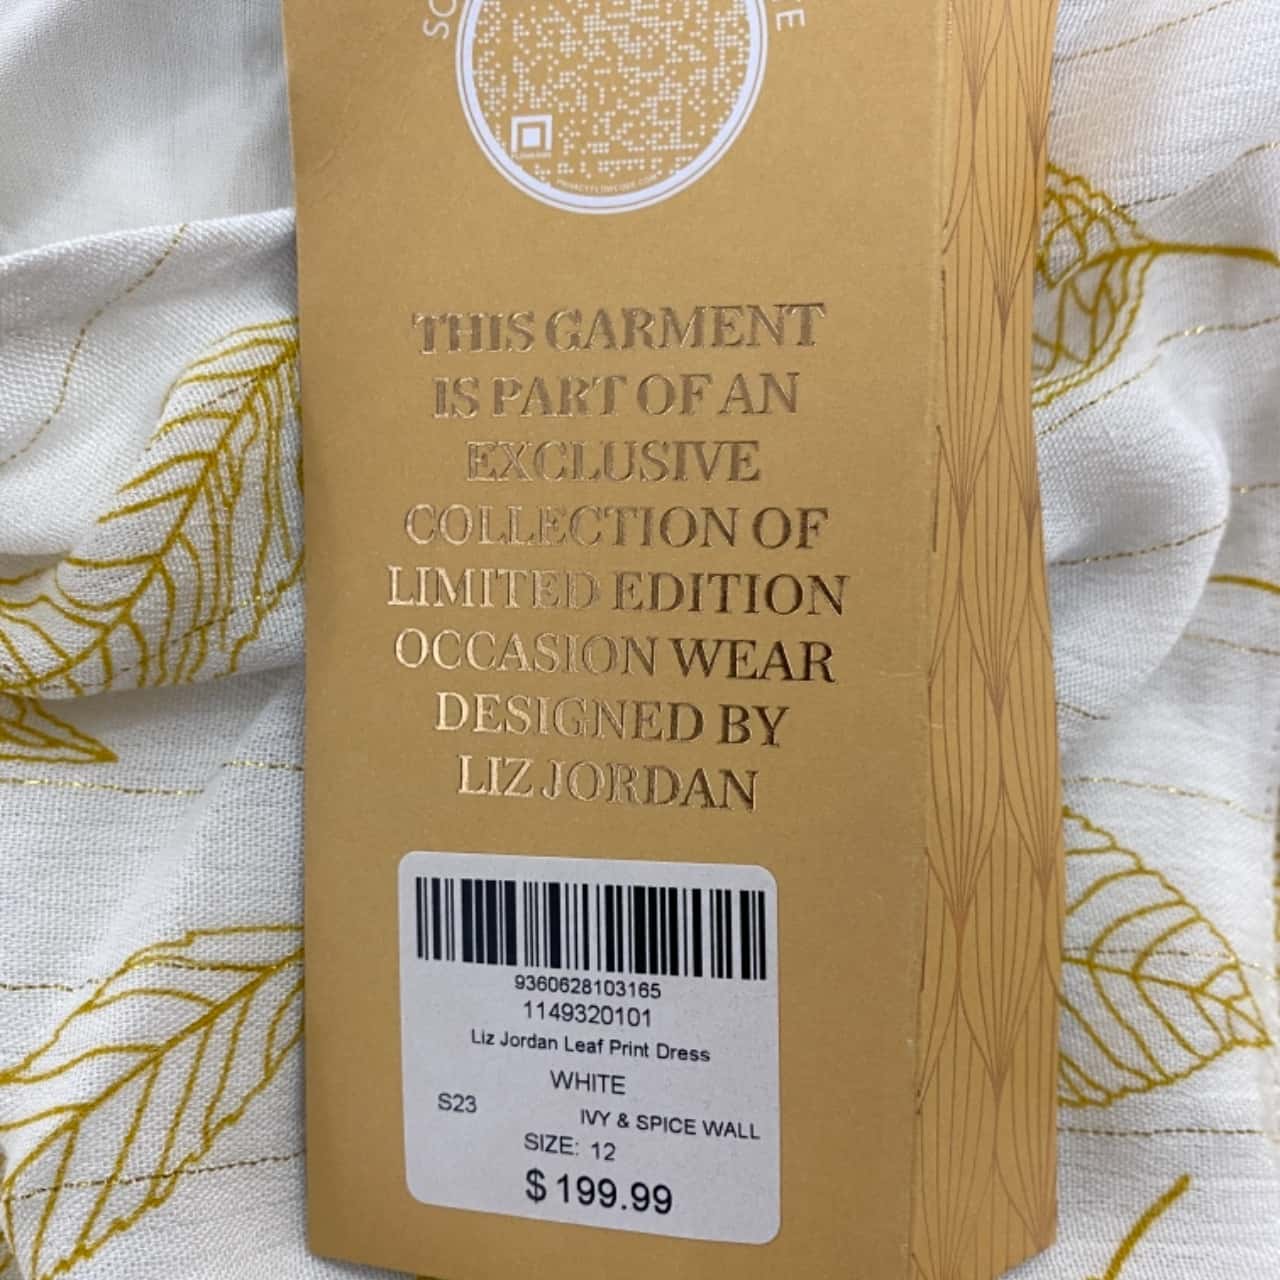 THIS GARMENT
IS PART OF AN
EXCLUSIVE
COLLECTION OF
LIMITED EDITION
OCCASION WEAR
DESIGNED BY
LIZ JORDAN
9360628103165
1149320101
Liz Jordan Leaf Print Dress
WHITE
S23
IVY & SPICE WALL
SIZE: 12
$199.99